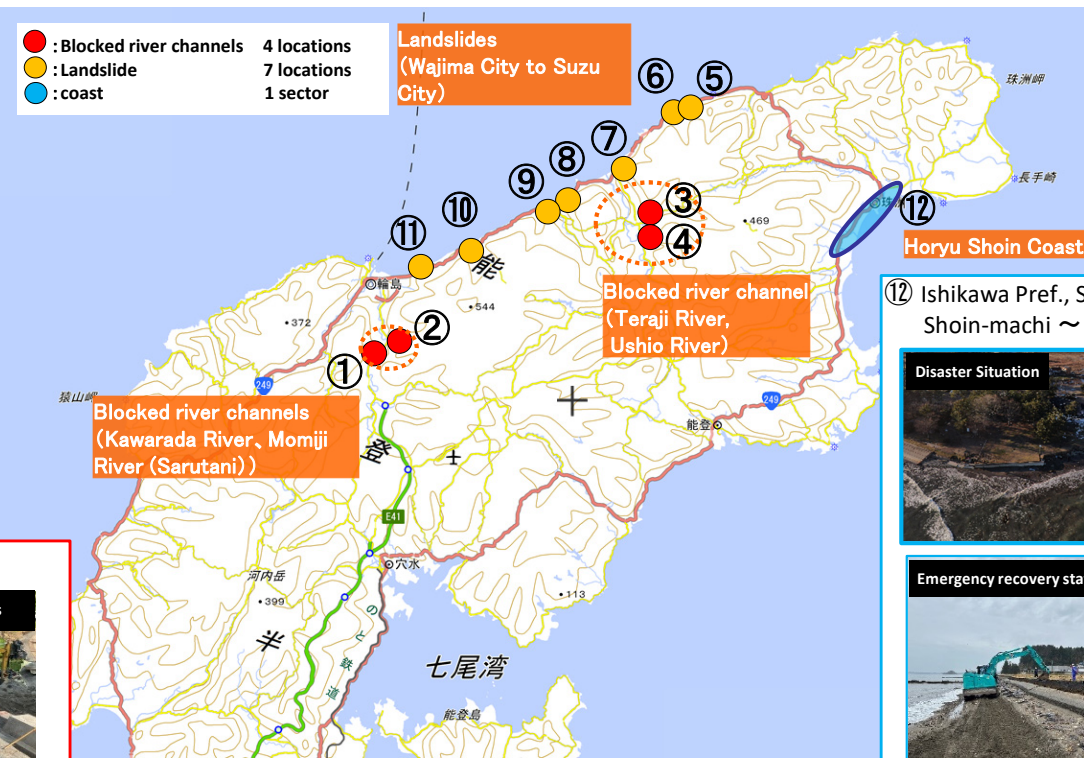 : Blocked river channels 4 locations
: Landslide 7 locations
: coast 1 sector
Landslides
(Wajima City to Suzu
City)
珠洲岬
⑥ ⑤
⑦
⑧
⑨
⑩
⑪
長手崎
⑫
③
④
・469
Horyu Shoin Coast
能
輪島
・544
・372
Blocked river channel
(Teraji River,
Ushio River)
⑫ Ishikawa Pref., S
Shoin-machi ～
②
①
249
猿山岬
Disaster Situation
249
Blocked river channels
(Kawarada River、Momiji
River (Sarutani))
能登
登
E41
穴水
河内岳
・399
・113
Emergency recovery sta
s
のと鉄道
半
七尾湾
能登島